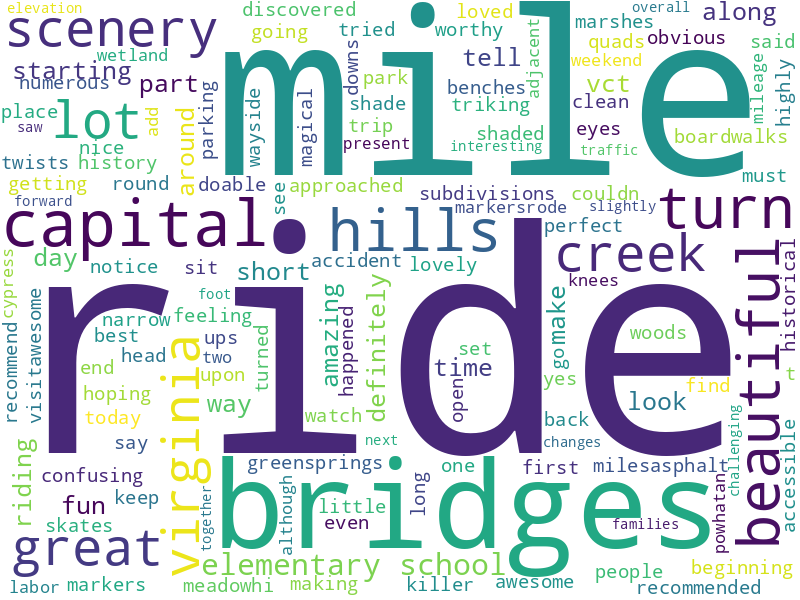 elevation
scenery
discovered
going
tried
loved
worthy
overall
marshes
along
obvious
said
wetland
starting
numerous
part
parking
wayside
magical
downs
park
shade
trip
present
tell
benches
triking
shaded
interesting
adjacent
quads
weekend
vct
clean
eyes
boardwalks
traffic
mileage
highly
mile
place
saw
lot
add
around
nice
twists
history
getting
round
doable
approached
subdivisions
couldn
must
forward
see
markersrode
slightly
perfect
turn
capital
hills
creek
beautiful
historical
day
notice
sit
short
accident
lovely
knees
cypress
visitawesome
recommend
narrow
foot
feeling
best
head
ups
two
end
hoping
upon
turned
today
say
way
amazing
happened
definitely
watch
time
set
open
go
make
yes
back
changes
woods
look
find
t
ride
virginia
next
greensprings
one
first
milesasphalt
challenging
accessible
riding
confusing
fun
keep
skates
together
although
little
even
long
bridges
families
powhatan
great
elementary school
labor
markers
meadowhi
making
killer
awesome
people
beginning
recommended